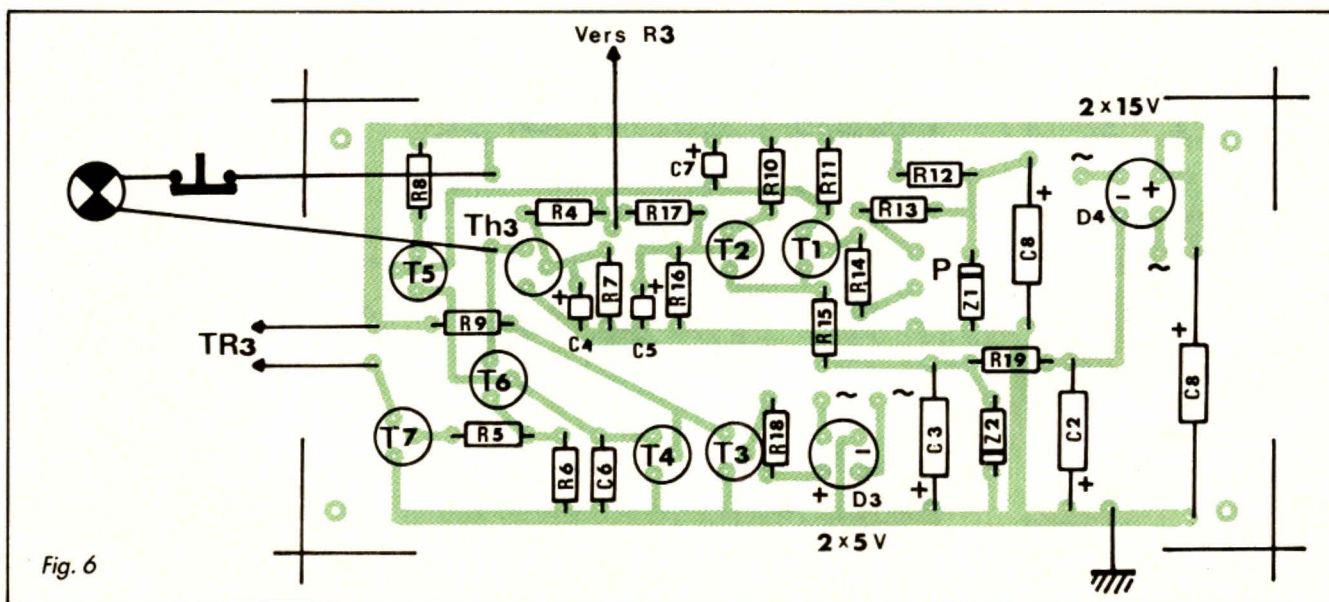 Vers R3
2 x 15 V
+
C7
R10
R11
R12
~
- +
D4
R8
R4
R17
R13
+
C8
Th3
T5
T2
T1
R14
P
Z1
~
+
C4
R7
+
C5
R16
R15
TR3
R9
R19
+
C8
T6
~
~
T7
R5
R6
C6
T4
T3
R18
-
+
D3
C3
+
Z2
C2
+
2 x 5 V
Fig. 6